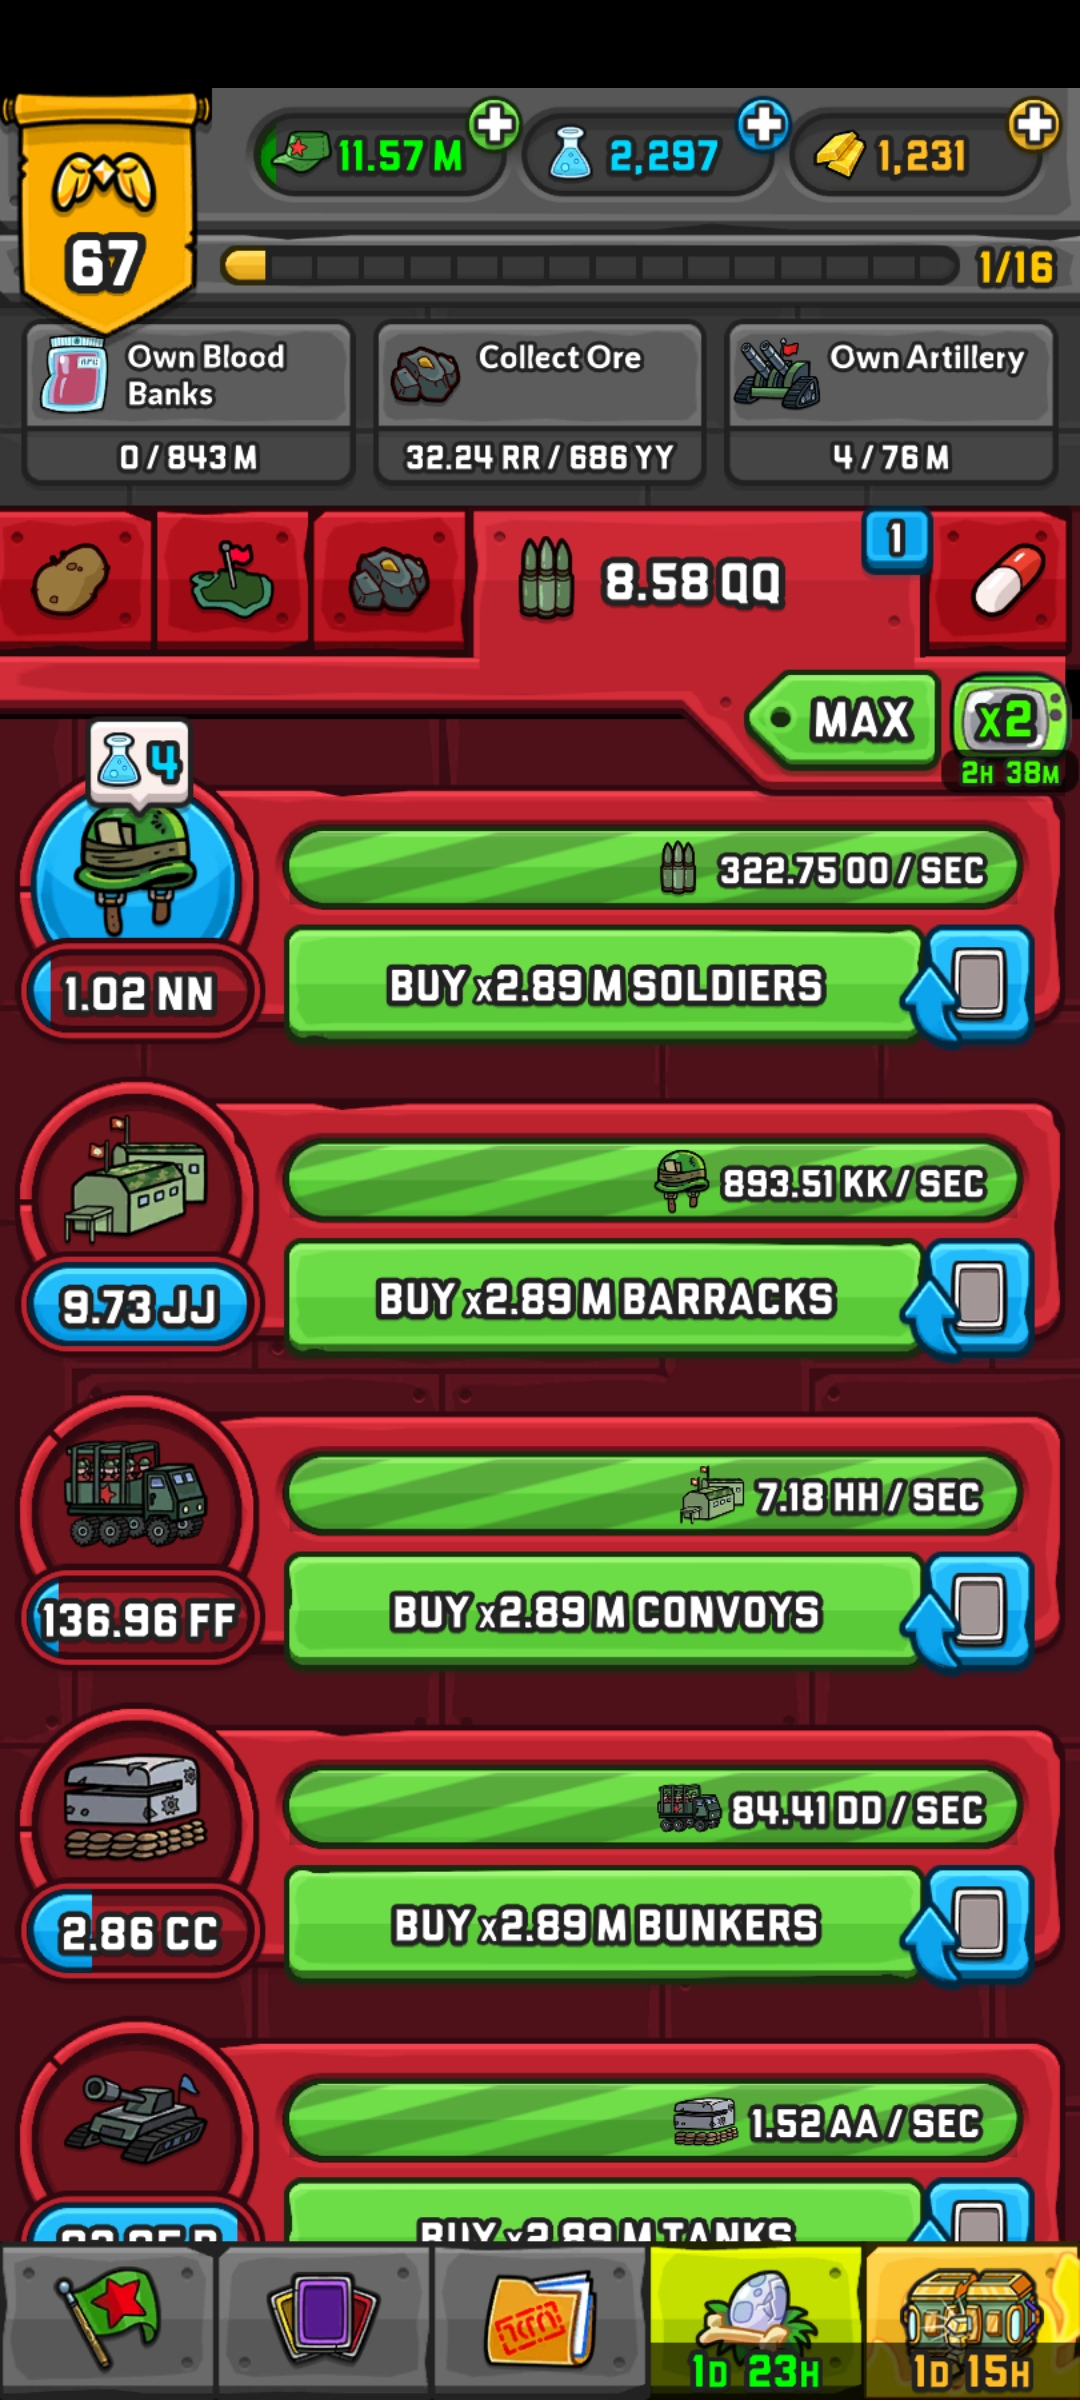 11.57 M
2,297
1,231
67
1/16
Own Blood
Banks
0 / 843 M
Collect Ore
32.24 RR / 686 YY
Own Artillery
4 / 76 M
8.58 QQ
1
MAX
x2
2H 38M
4
322.75 OO / SEC
1.02 NN
BUY x2.89 M SOLDIERS
893.51 KK / SEC
9.73 JJ
BUY x2.89 M BARRACKS
7.18 HH / SEC
136.96 FF
BUY x2.89 M CONVOYS
84.41 DD / SEC
2.86 CC
BUY x2.89 M BUNKERS
1.52 AA / SEC
BUY x2.89 M TANKS
1D 23H
1D 15H